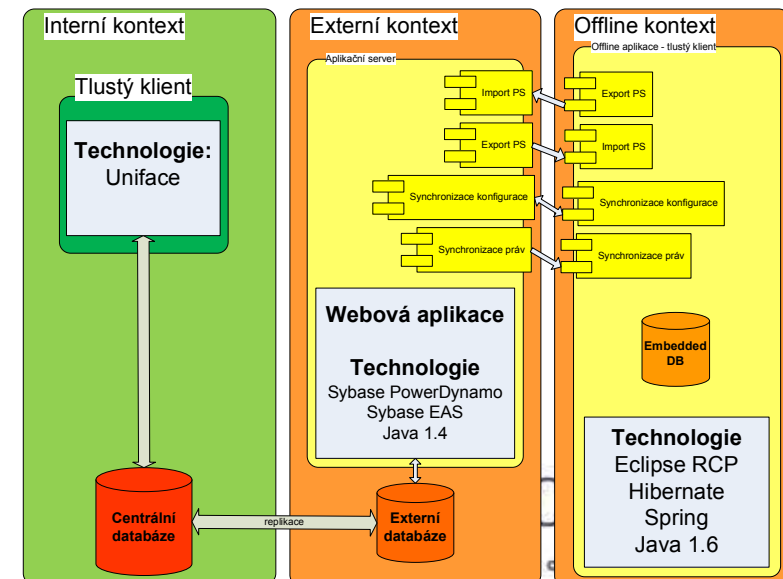 Interní kontext
Tlustý klient
Technologie:
Uniface
Centrální
databáze
replikace
Externí kontext
Aplikační server
Import PS
Export PS
Synchronizace konfigurace
Synchronizace práv
Webová aplikace
Technologie
Sybase PowerDynamo
Sybase EAS
Java 1.4
Externí
databáze
Offline kontext
Offline aplikace - tlustý klient
Export PS
Import PS
Synchronizace konfigurace
Synchronizace práv
Embedded
DB
Technologie
Eclipse RCP
Hibernate
Spring
Java 1.6